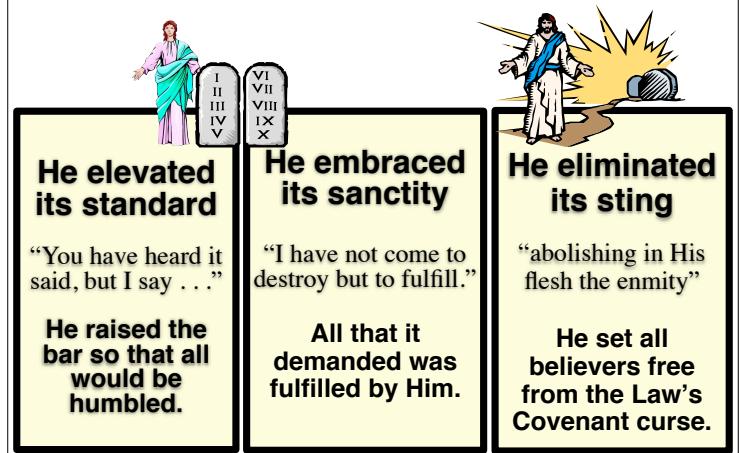 I
II
III
IV
V
VI
VII
VIII
IX
X
He elevated
its standard
“You have heard it
said, but I say . . .”
He raised the
bar so that all
would be
humbled.
He embraced
its sanctity
“I have not come to
destroy but to fulfill.”
All that it
demanded was
fulfilled by Him.
He eliminated
its sting
“abolishing in His
flesh the enmity”
He set all
believers free
from the Law’s
Covenant curse.